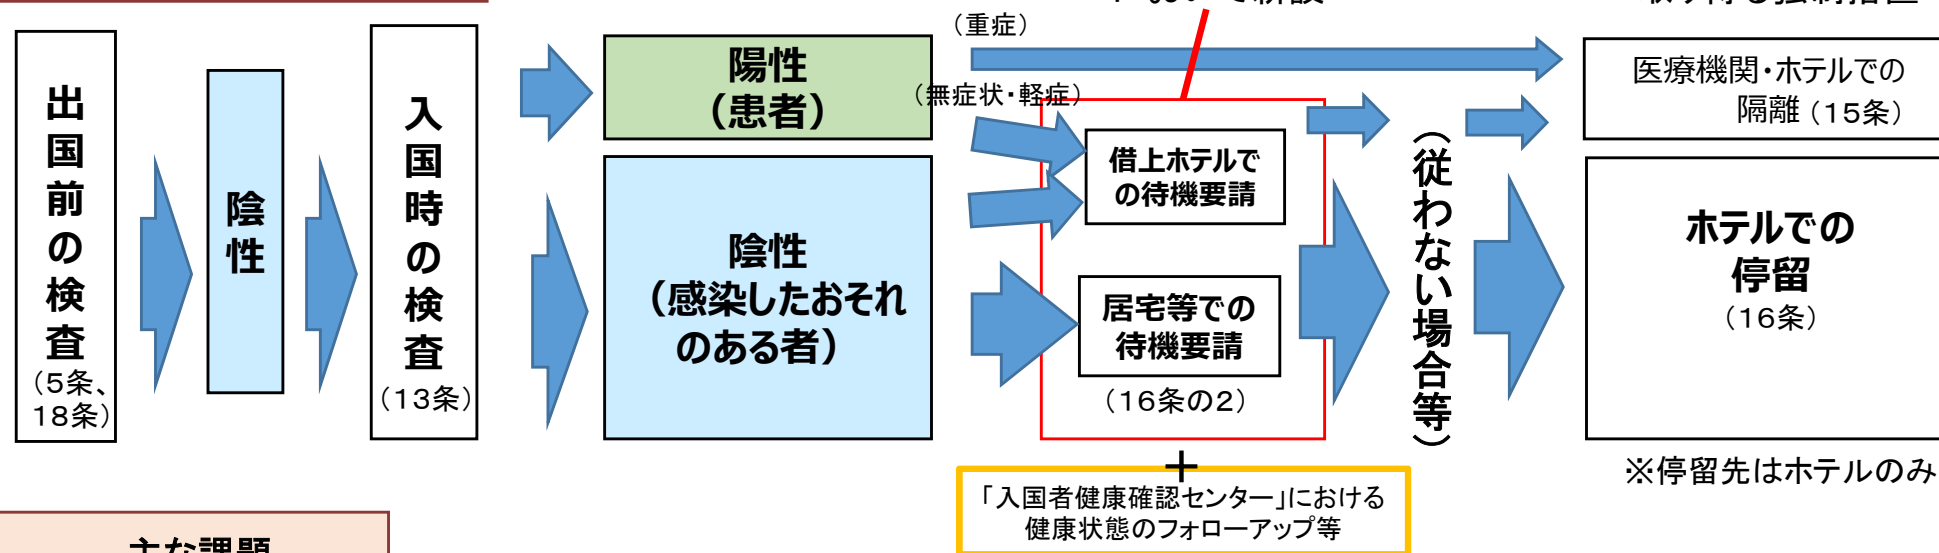 出国前の検査
（5条、
18条）
陰性
入国時の検査
（13条）
陽性
（患者）
陰性
（感染したおそれ
のある者）
（重症）
（無症状・軽症）
借上ホテルで
の待機要請
居宅等での
待機要請
（16条の2）
＋
「入国者健康確認センター」における
健康状態のフォローアップ等
（従わない場合等）
医療機関・ホテルでの
隔離（15条）
ホテルでの
停留
（16条）
※停留先はホテルのみ
主な課題